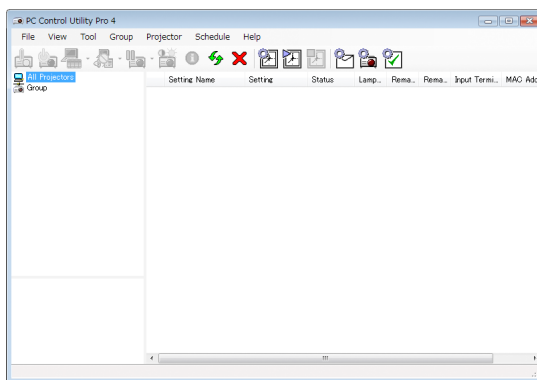 PC Control Utility Pro 4
File View Tool Group Projector Schedule Help
All Projectors
Group
Setting Name Setting Status Lamp... Rema... Rema... Input Termi... MAC Add